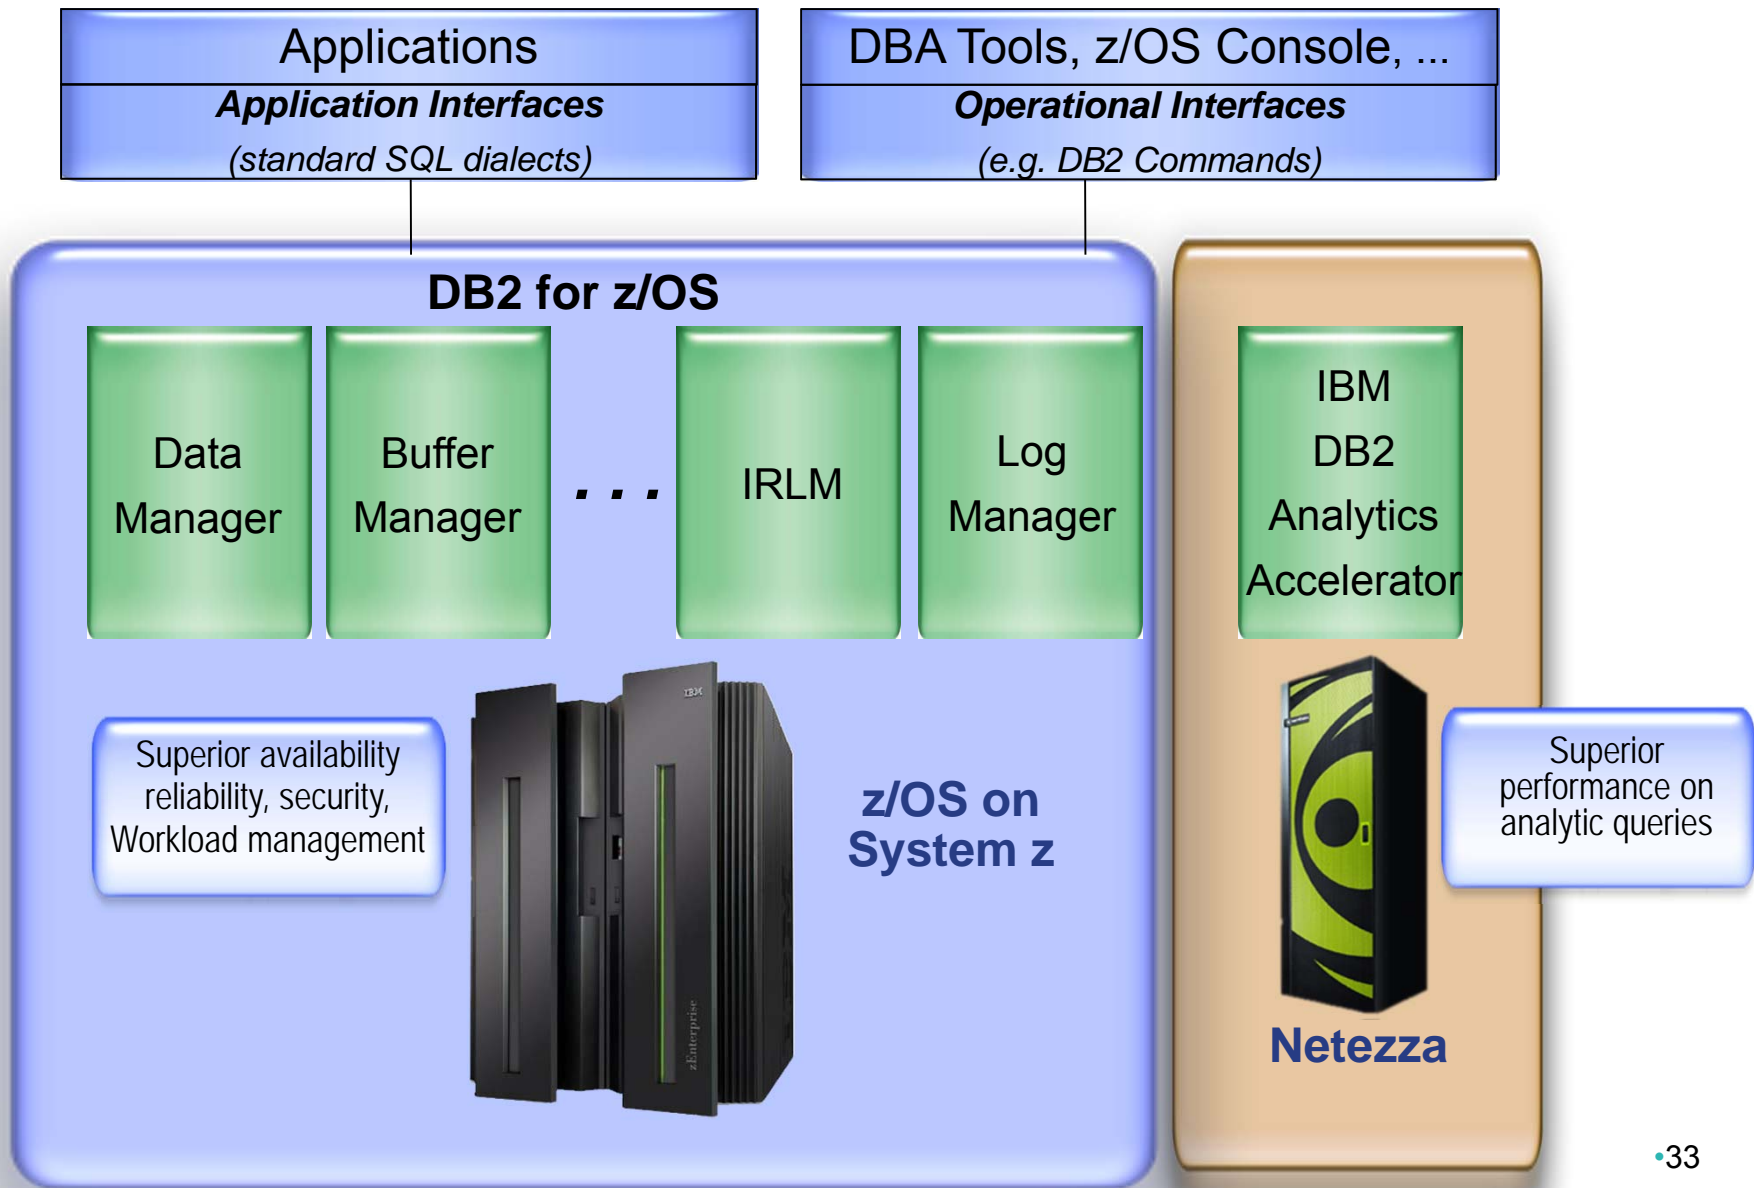 Applications
Application Interfaces
(standard SQL dialects)
DBA Tools, z/OS Console, ...
Operational Interfaces
(e.g. DB2 Commands)
DB2 for z/OS
Data
Manager
Buffer
Manager
. . .
IRLM
Log
Manager
IBM
DB2
Analytics
Accelerator
Superior availability
reliability, security,
Workload management
IBM
zEnterprise
z/OS on
System z
Netezza
Superior
performance on
analytic queries
•33